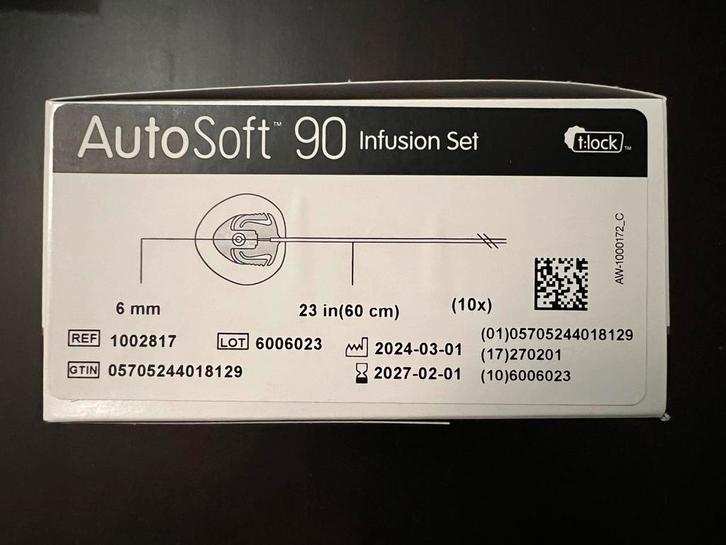 AutoSoft™ 90 Infusion Set
t:lock™
6 mm
23 in(60 cm)
(10x)
AW-1000172_C
REF 1002817
LOT 6006023
2024-03-01
2027-02-01
GTIN 05705244018129
(01)05705244018129
(17)270201
(10)6006023